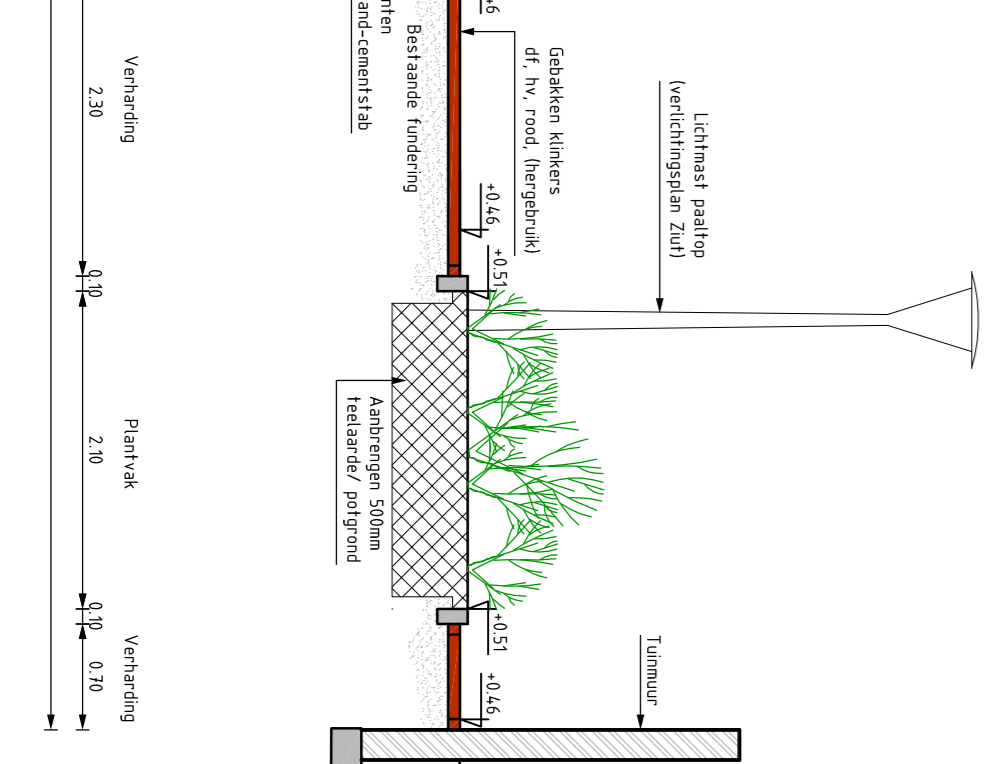 Lichtmast paaltop
(verlichtingsplan Ziut)
Tuinmuur
Gebakken klinkers
df, hv, rood, (hergebruik)
+6
+0.46
+0.51
+0.51
+0.46
Bestaande fundering
nten
and-cementstab
Aanbrengen 500mm
teelaarde/ potgrond
Verharding
Plantvak
Verharding
2.30
0.10
2.10
0.10
0.70